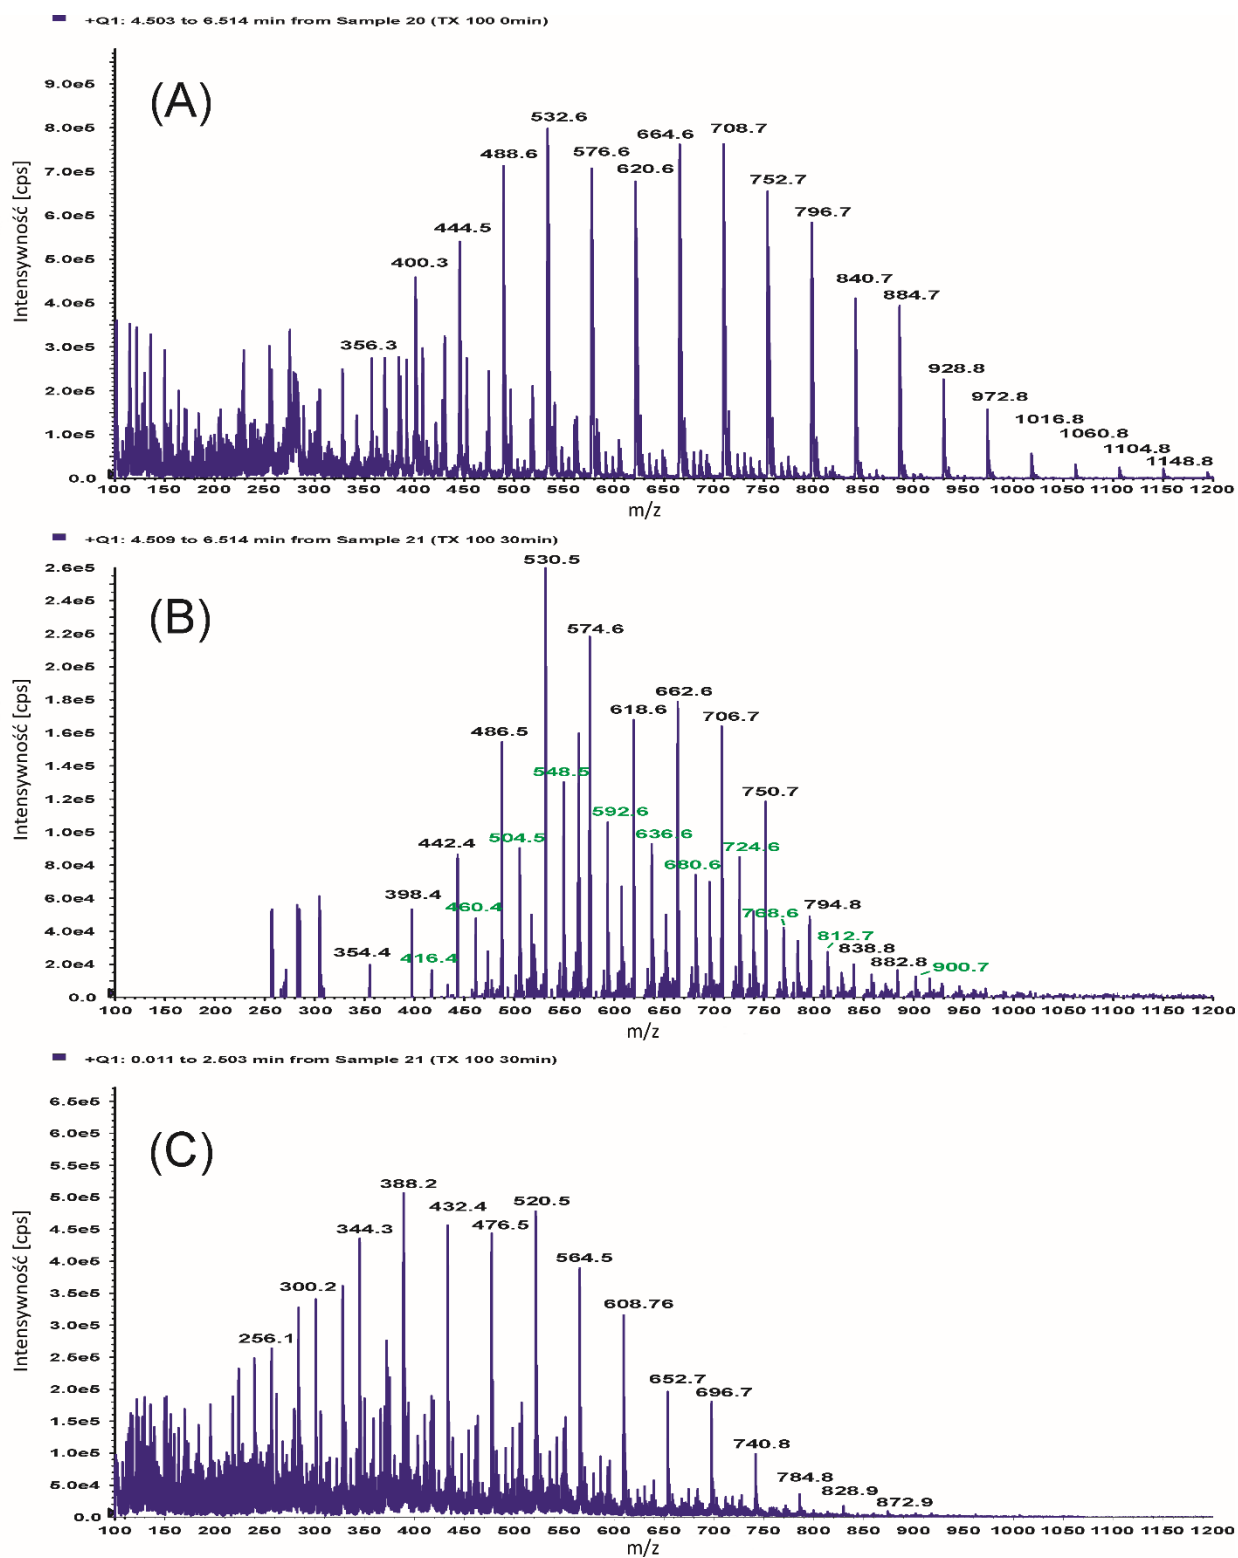 +Q1: 4.503 to 6.514 min from Sample 20 (TX 100 0min)
(A)
Intensywność [cps]
9.0e5
8.0e5
7.0e5
6.0e5
5.0e5
4.0e5
3.0e5
2.0e5
1.0e5
0.0
356.3
400.3
444.5
488.6
532.6
576.6
620.6
664.6
708.7
752.7
796.7
840.7
884.7
928.8
972.8
1016.8
1060.8
1104.8
1148.8
100 150 200 250 300 350 400 450 500 550 600 650 700 750 800 850 900 950 1000 1050 1100 1150 1200
m/z
+Q1: 4.509 to 6.514 min from Sample 21 (TX 100 30min)
(B)
Intensywność [cps]
2.6e5
2.4e5
2.2e5
2.0e5
1.8e5
1.6e5
1.4e5
1.2e5
1.0e5
8.0e4
6.0e4
4.0e4
2.0e4
0.0
354.4
398.4
416.4
442.4
460.4
486.5
504.5
530.5
548.5
574.6
592.6
618.6
636.6
662.6
680.6
706.7
724.6
750.7
768.6
794.8
812.7
838.8
882.8
900.7
100 150 200 250 300 350 400 450 500 550 600 650 700 750 800 850 900 950 1000 1050 1100 1150 1200
m/z
+Q1: 0.011 to 2.503 min from Sample 21 (TX 100 30min)
(C)
Intensywność [cps]
6.5e5
6.0e5
5.5e5
5.0e5
4.5e5
4.0e5
3.5e5
3.0e5
2.5e5
2.0e5
1.5e5
1.0e5
5.0e4
0.0
256.1
300.2
344.3
388.2
432.4
476.5
520.5
564.5
608.76
652.7
696.7
740.8
784.8
828.9
872.9
100 150 200 250 300 350 400 450 500 550 600 650 700 750 800 850 900 950 1000 1050 1100 1150 1200
m/z